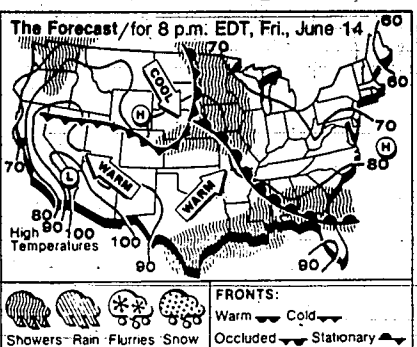 The Forecast/for 8 p.m. EDT, Fri., June 14
60
70
60
COOL
H
70
H
80
70
L
WARM
WARM
80
90
100
High
Temperatures
100
90
90
FRONTS:
Warm Cold
Showers Rain Flurries Snow
Occluded Stationary